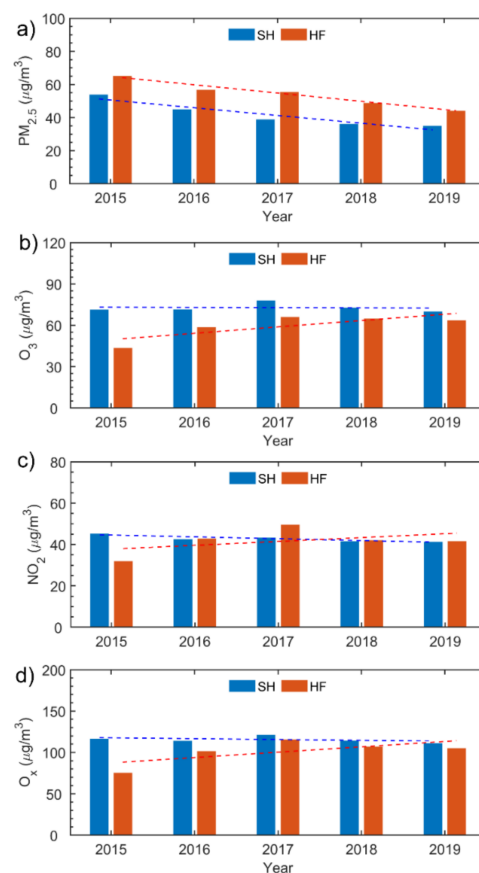 a)
PM2.5 (μg/m3)
100
80
60
40
20
0
SH HF
2015 2016 2017 2018 2019
Year
b)
O3 (μg/m3)
120
90
60
30
0
SH HF
2015 2016 2017 2018 2019
Year
c)
NO2 (μg/m3)
80
60
40
20
0
SH HF
2015 2016 2017 2018 2019
Year
d)
Ox (μg/m3)
200
150
100
50
0
SH HF
2015 2016 2017 2018 2019
Year